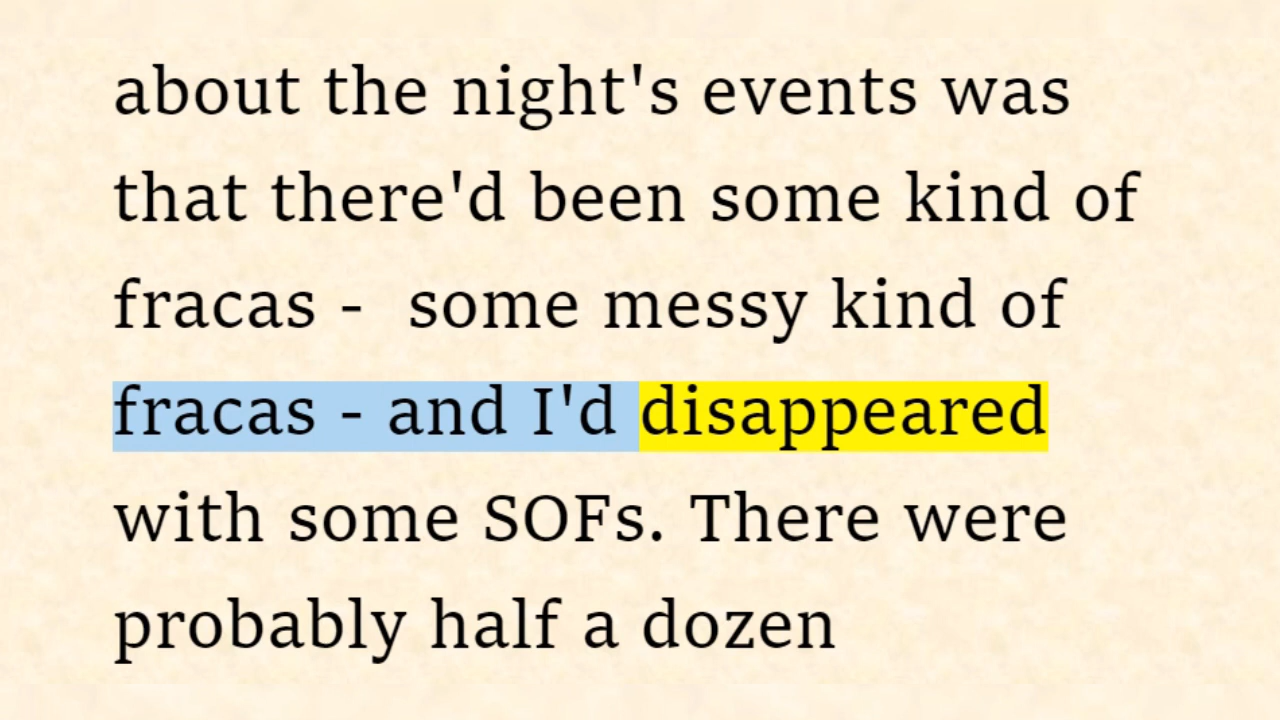 about the night's events was
that there'd been some kind of
fracas -  some messy kind of
fracas - and I'd disappeared
with some SOFs. There were
probably half a dozen